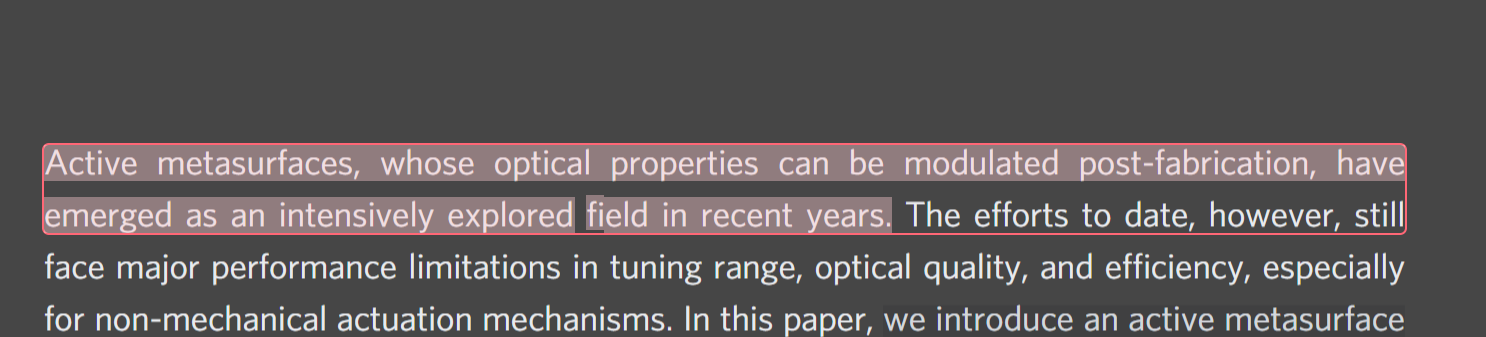 Active metasurfaces, whose optical properties can be modulated post-fabrication, have
emerged as an intensively explored field in recent years. The efforts to date, however, still
face major performance limitations in tuning range, optical quality, and efficiency, especially
for non-mechanical actuation mechanisms. In this paper, we introduce an active metasurface